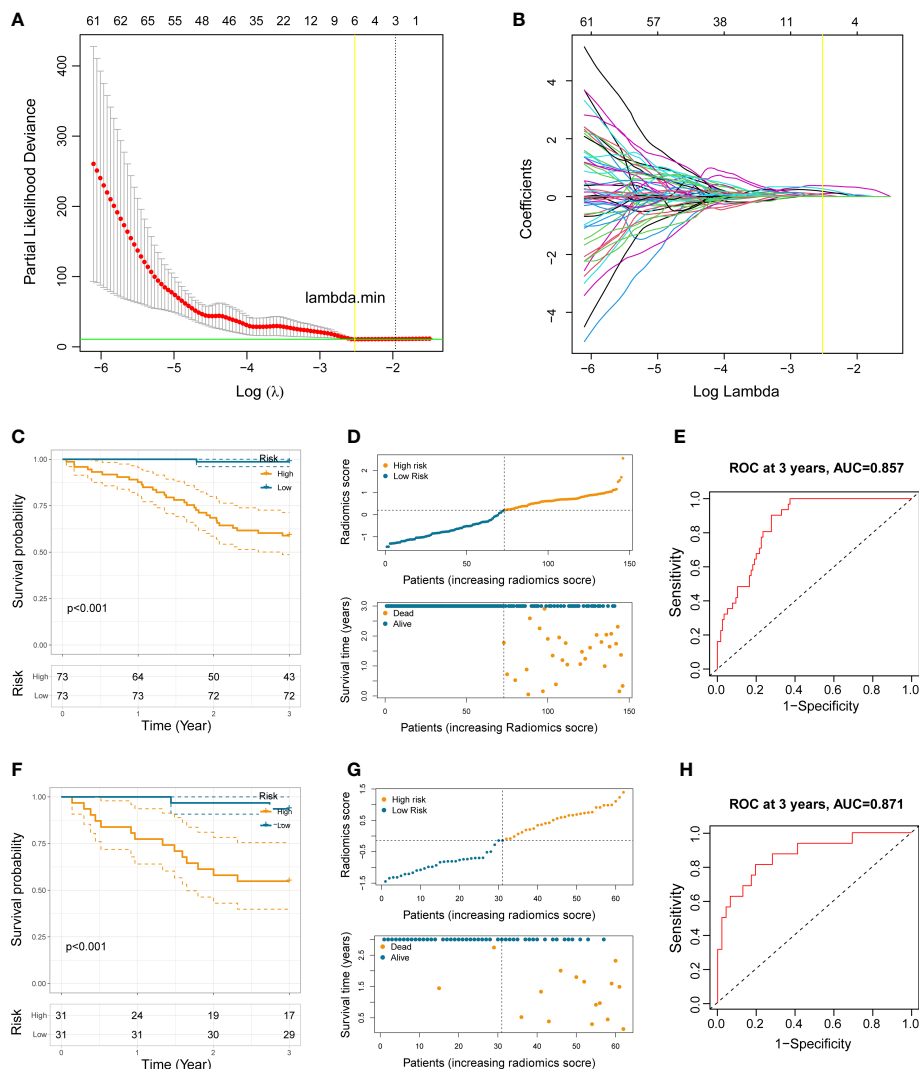 A
61 62 65 55 48 46 35 22 12 9 6 4 3 1
400
300
200
100
0
Partial Likelihood Deviance
lambda.min
−6 −5 −4 −3 −2
Log (λ)
B
61 57 38 11 4
4
2
0
−2
−4
Coefficients
−6 −5 −4 −3 −2
Log Lambda
C
Risk
High
Low
1.00
0.75
0.50
0.25
0.00
Survival probability
p<0.001
Risk
High 73 64 50 43
Low 73 73 72 72
0 1 2 3
Time (Year)
D
High risk
Low Risk
2
1
0
−1
Radiomics score
0 50 100 150
Patients (increasing radiomics socre)
Dead
Alive
3.0
2.0
1.0
0.0
Survival time (years)
0 50 100 150
Patients (increasing Radiomics socre)
E
ROC at 3 years, AUC=0.857
1.0
0.8
0.6
0.4
0.2
0.0
Sensitivity
0.0 0.2 0.4 0.6 0.8 1.0
1−Specificity
F
Risk
High
Low
1.00
0.75
0.50
0.25
0.00
Survival probability
p<0.001
Risk
High 31 24 19 17
Low 31 31 30 29
0 1 2 3
Time (Year)
G
High risk
Low Risk
1.5
0.5
−0.5
−1.5
Radiomics score
0 10 20 30 40 50 60
Patients (increasing radiomics socre)
Dead
Alive
2.5
1.5
0.5
Survival time (years)
0 10 20 30 40 50 60
Patients (increasing radiomics socre)
H
ROC at 3 years, AUC=0.871
1.0
0.8
0.6
0.4
0.2
0.0
Sensitivity
0.0 0.2 0.4 0.6 0.8 1.0
1−Specificity